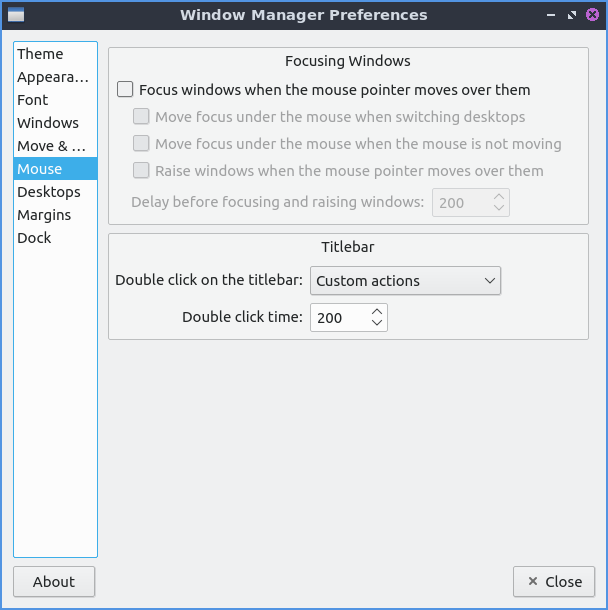 Window Manager Preferences
Theme
Appeara…
Font
Windows
Move & …
Mouse
Desktops
Margins
Dock
Focusing Windows
Focus windows when the mouse pointer moves over them
Move focus under the mouse when switching desktops
Move focus under the mouse when the mouse is not moving
Raise windows when the mouse pointer moves over them
Delay before focusing and raising windows: 200
Titlebar
Double click on the titlebar: Custom actions
Double click time: 200
About
Close